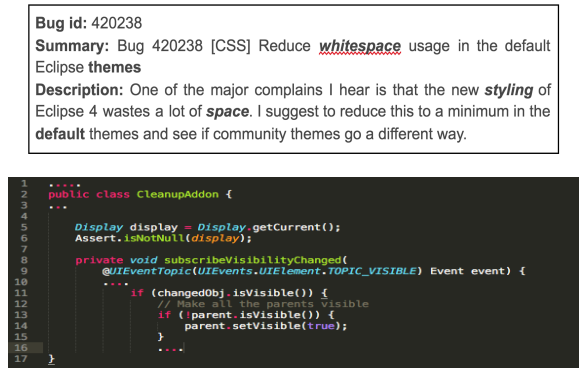 Bug id: 420238
Summary: Bug 420238 [CSS] Reduce whitespace usage in the default
Eclipse themes
Description: One of the major complains I hear is that the new styling of
Eclipse 4 wastes a lot of space. I suggest to reduce this to a minimum in the
default themes and see if community themes go a different way.
1 .....
2 public class CleanupAddon {
3 ...
4
5 Display display = Display.getCurrent();
6 Assert.isNotNull(display);
7
8 private void subscribeVisibilityChanged(
9 @UIEventTopic(UIEvents.UIElement.TOPIC_VISIBLE) Event event) {
10 ....
11 if (changedObj.isVisible()) {
12 // Make all the parents visible
13 if (!parent.isVisible()) {
14 parent.setVisible(true);
15 }
16 ....
17 }